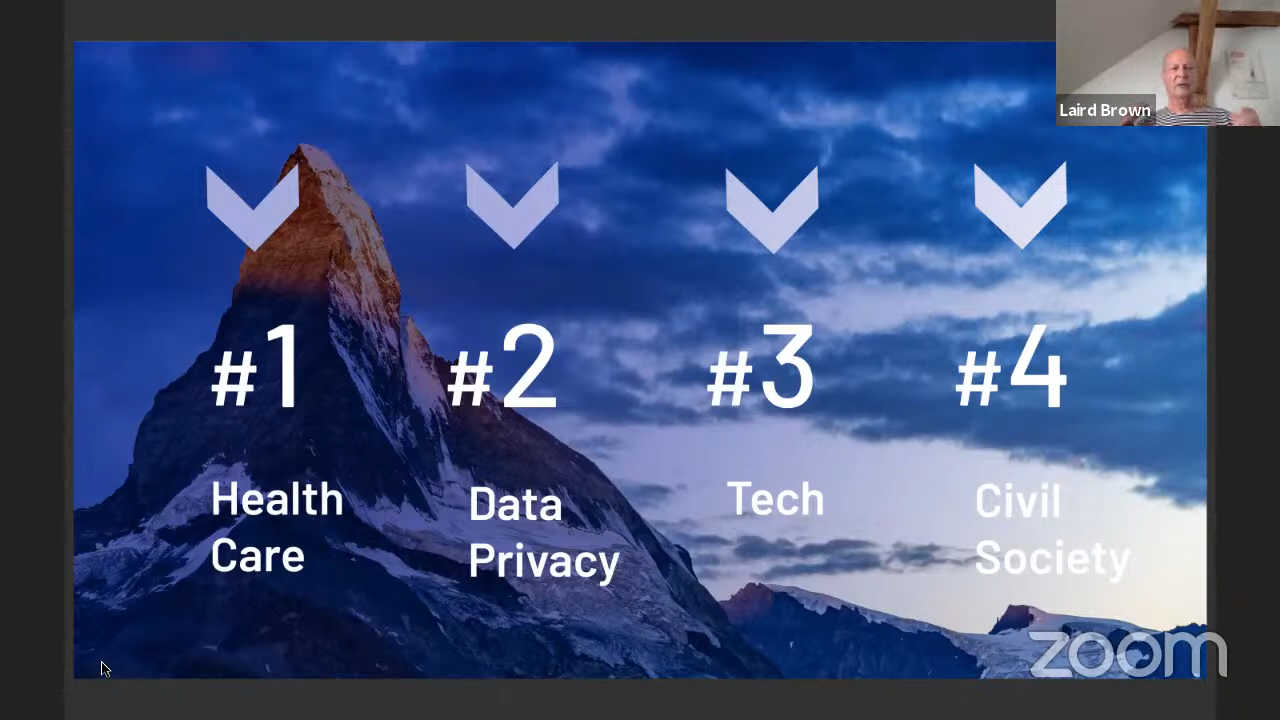 Laird Brown
#1
#2
#3
#4
Health
Care
Data
Privacy
Tech
Civil
Society
zoom